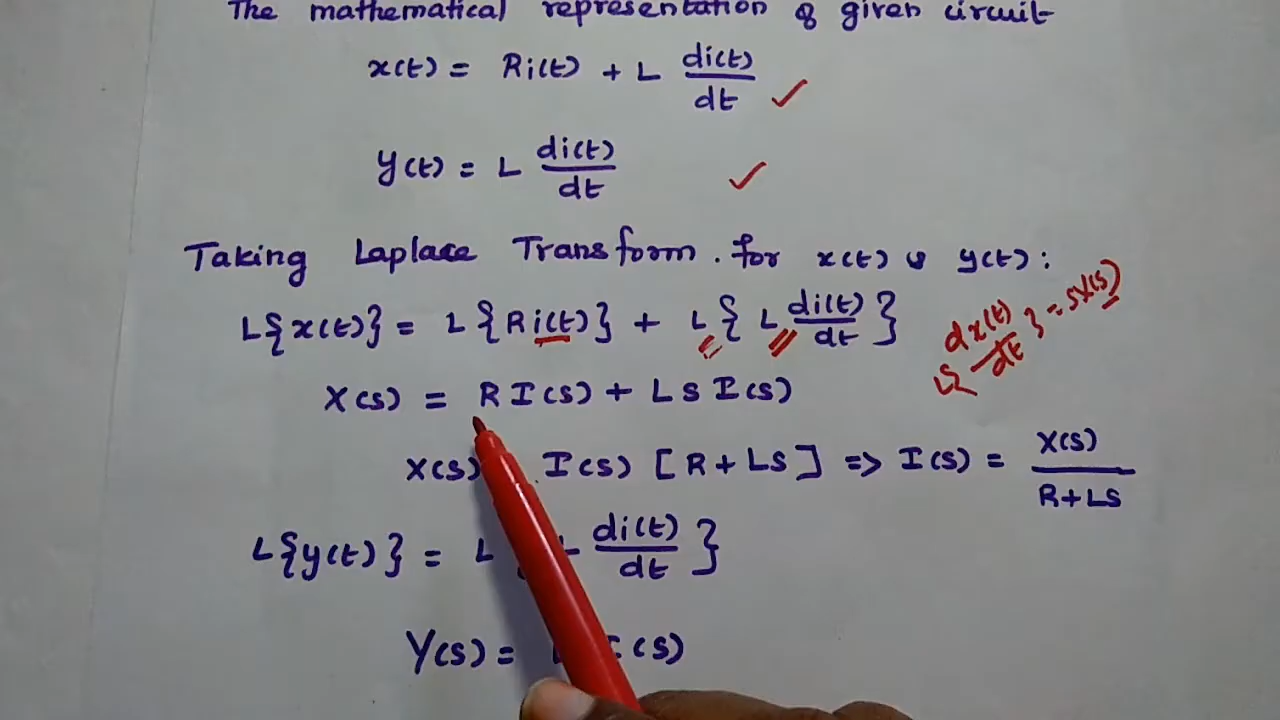 The mathematical representation of given circuit
x(t) = Ri(t) + L di(t)/dt ✓
y(t) = L di(t)/dt ✓
Taking Laplace Transform. for x(t) & y(t):
L{x(t)} = L{Ri(t)} + L{L di(t)/dt}
L{dx(t)/dt} = sX(s)
X(s) = R I(s) + L s I(s)
X(s) I(s) [R + Ls] => I(s) = X(s)/R+Ls
L{y(t)} = L L di(t)/dt}
Y(s) = I(s)